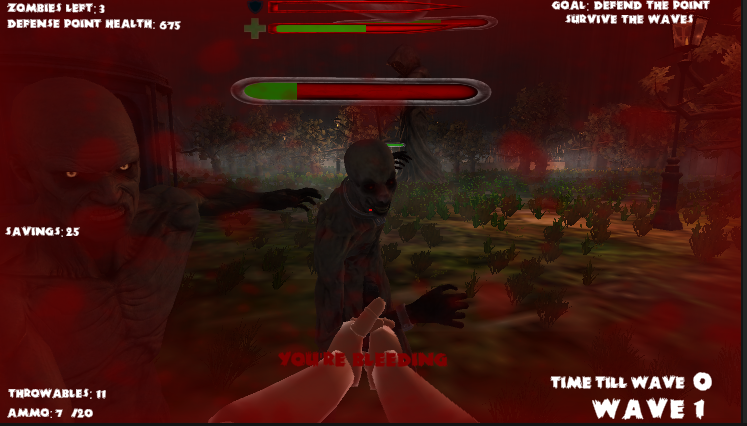 ZOMBIES LEFT: 3
DEFENSE POINT HEALTH: 675
GOAL: DEFEND THE POINT
SURVIVE THE WAVES
SAVINGS: 25
YOU'RE BLEEDING
THROWABLES: 11
AMMO: 7 /20
TIME TILL WAVE 0
WAVE 1